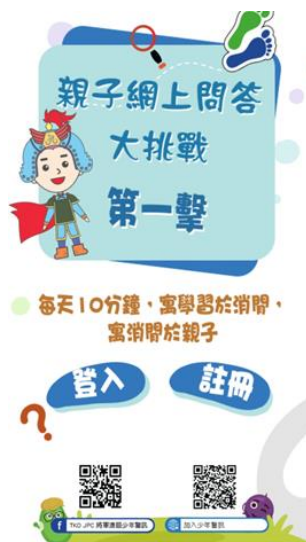 親子網上問答
大挑戰
第一擊
每天10分鐘，寓學習於消閒，
寓消閒於親子
登入
註冊
?
TKO JPC 將軍澳區少年警訊
加入少年警訊